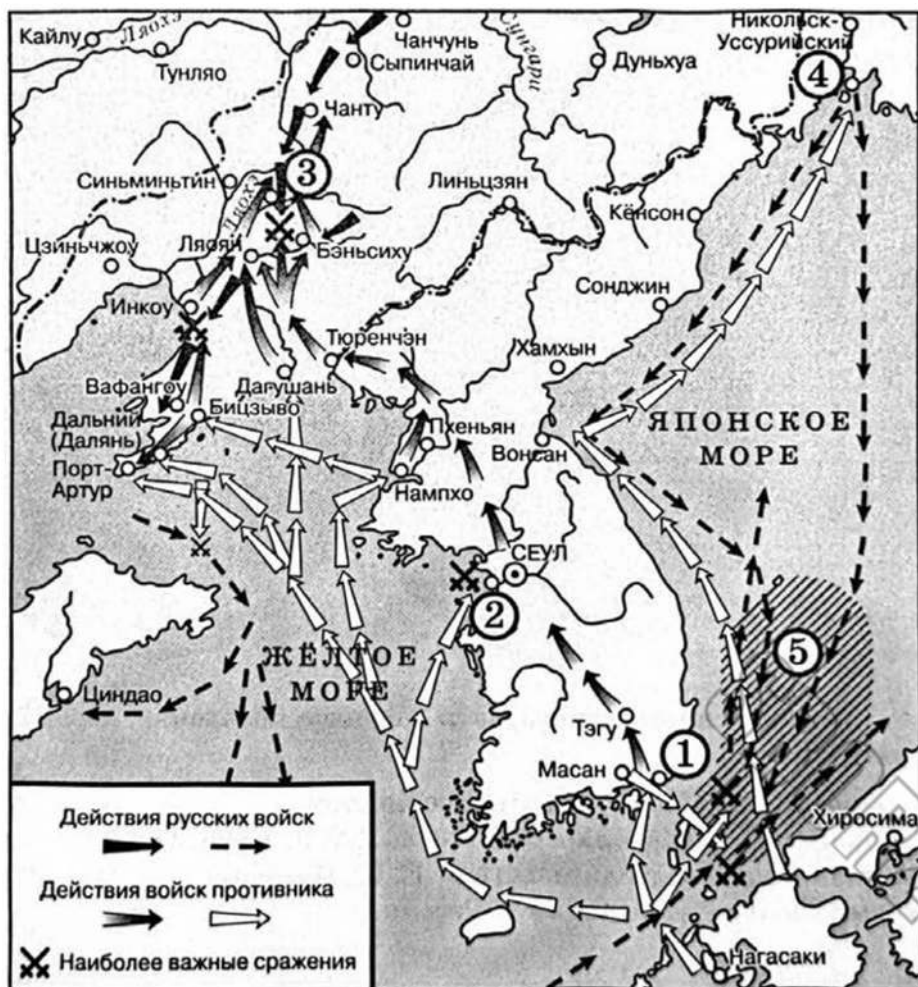 Кайлу
Ляохэ
Тунляо
Чанчунь
Сыпинчай
Сунгари
Дуньхуа
Никольск-
Уссурийский
4
Чанту
Синьминьтин
3
Ляохэ
Линьцзян
Кёнсон
Цзиньчжоу
Ляоян
Бэньсиху
Сонджин
Инкоу
Тюренчэн
Хамхын
Вафангоу
Дагушань
Бицзыво
Дальний
(Далянь)
Порт-
Артур
Пхеньян
Нампхо
Вонсан
ЯПОНСКОЕ
МОРЕ
СЕУЛ
2
ЖЁЛТОЕ
МОРЕ
5
Циндао
Тэгу
1
Масан
Хиросима
Нагасаки
Действия русских войск
Действия войск противника
Наиболее важные сражения